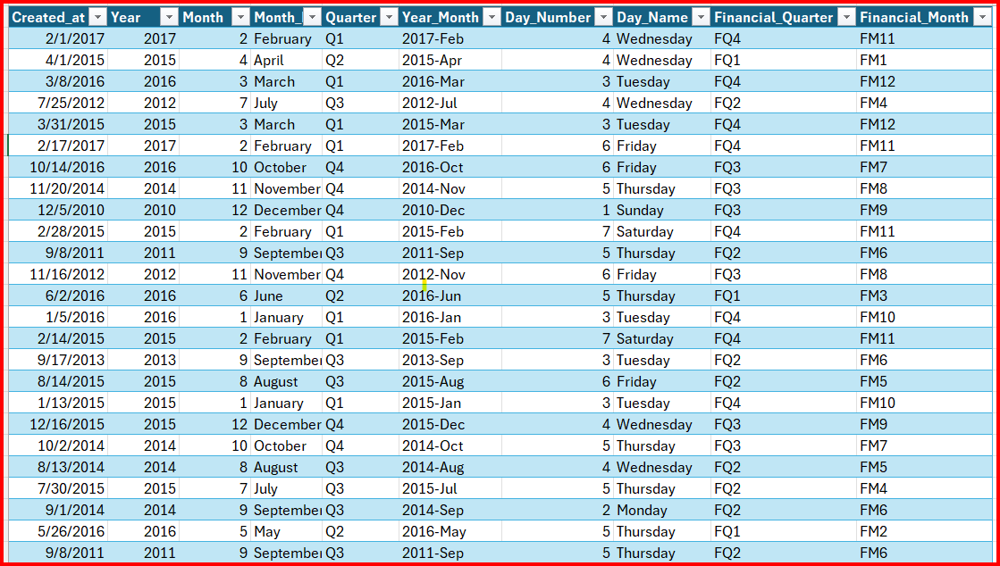 Created_at Year Month Month_ Quarter Year_Month Day_Number Day_Name Financial_Quarter Financial_Month
2/1/2017 2017 2 February Q1 2017-Feb 4 Wednesday FQ4 FM11
4/1/2015 2015 4 April Q2 2015-Apr 4 Wednesday FQ1 FM1
3/8/2016 2016 3 March Q1 2016-Mar 3 Tuesday FQ4 FM12
7/25/2012 2012 7 July Q3 2012-Jul 4 Wednesday FQ2 FM4
3/31/2015 2015 3 March Q1 2015-Mar 3 Tuesday FQ4 FM12
2/17/2017 2017 2 February Q1 2017-Feb 6 Friday FQ4 FM11
10/14/2016 2016 10 October Q4 2016-Oct 6 Friday FQ3 FM7
11/20/2014 2014 11 November Q4 2014-Nov 5 Thursday FQ3 FM8
12/5/2010 2010 12 December Q4 2010-Dec 1 Sunday FQ3 FM9
2/28/2015 2015 2 February Q1 2015-Feb 7 Saturday FQ4 FM11
9/8/2011 2011 9 September Q3 2011-Sep 5 Thursday FQ2 FM6
11/16/2012 2012 11 November Q4 2012-Nov 6 Friday FQ3 FM8
6/2/2016 2016 6 June Q2 2016-Jun 5 Thursday FQ1 FM3
1/5/2016 2016 1 January Q1 2016-Jan 3 Tuesday FQ4 FM10
2/14/2015 2015 2 February Q1 2015-Feb 7 Saturday FQ4 FM11
9/17/2013 2013 9 September Q3 2013-Sep 3 Tuesday FQ2 FM6
8/14/2015 2015 8 August Q3 2015-Aug 6 Friday FQ2 FM5
1/13/2015 2015 1 January Q1 2015-Jan 3 Tuesday FQ4 FM10
12/16/2015 2015 12 December Q4 2015-Dec 4 Wednesday FQ3 FM9
10/2/2014 2014 10 October Q4 2014-Oct 5 Thursday FQ3 FM7
8/13/2014 2014 8 August Q3 2014-Aug 4 Wednesday FQ2 FM5
7/30/2015 2015 7 July Q3 2015-Jul 5 Thursday FQ2 FM4
9/1/2014 2014 9 September Q3 2014-Sep 2 Monday FQ2 FM6
5/26/2016 2016 5 May Q2 2016-May 5 Thursday FQ1 FM2
9/8/2011 2011 9 September Q3 2011-Sep 5 Thursday FQ2 FM6